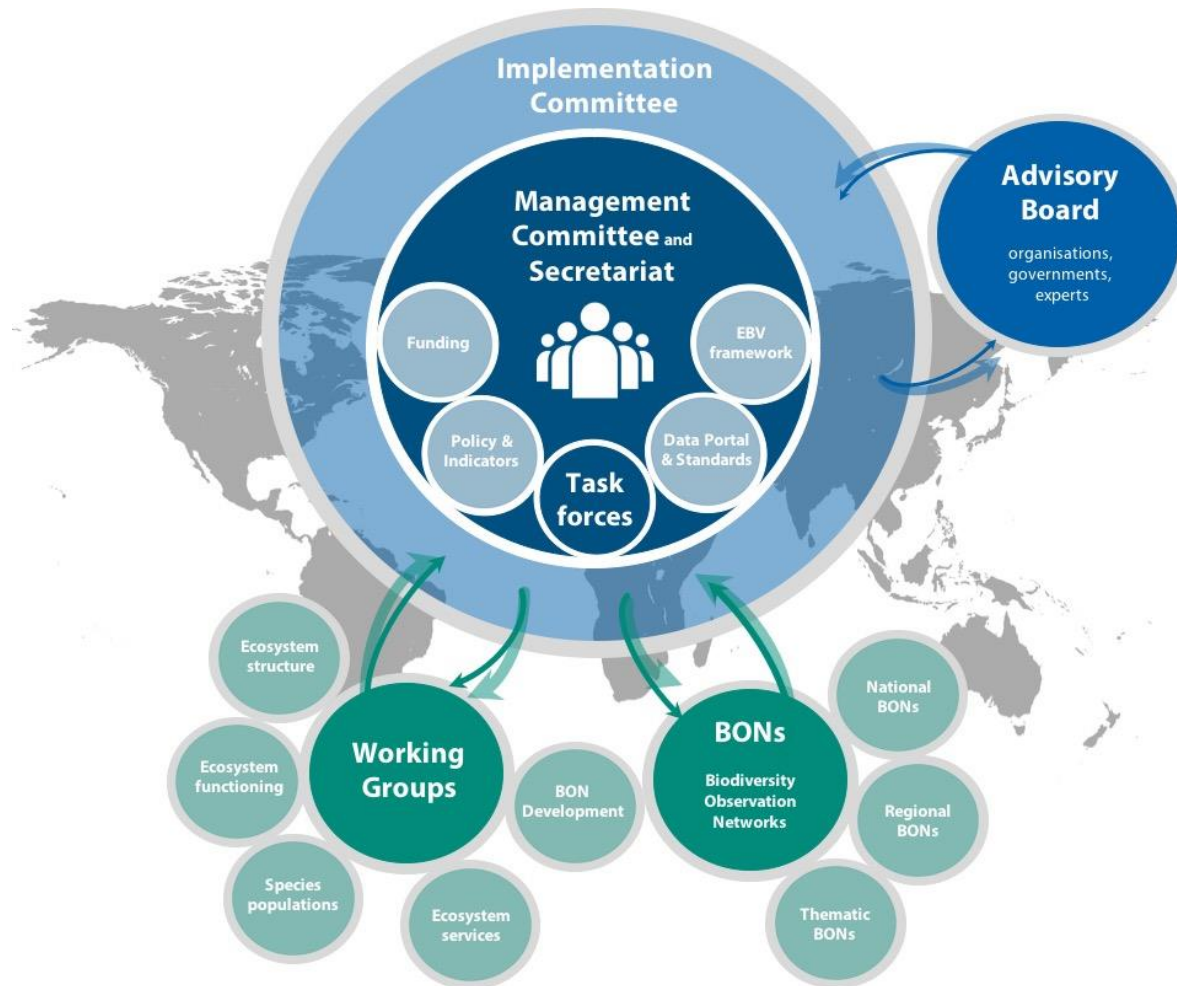 Implementation
Committee
Management
Committee and
Secretariat
Funding
EBV
framework
Policy &
Indicators
Data Portal
& Standards
Task
forces
Advisory
Board
organisations,
governments,
experts
Ecosystem
structure
Ecosystem
functioning
Species
populations
Ecosystem
services
Working
Groups
BON
Development
BONs
Biodiversity
Observation
Networks
National
BONs
Regional
BONs
Thematic
BONs